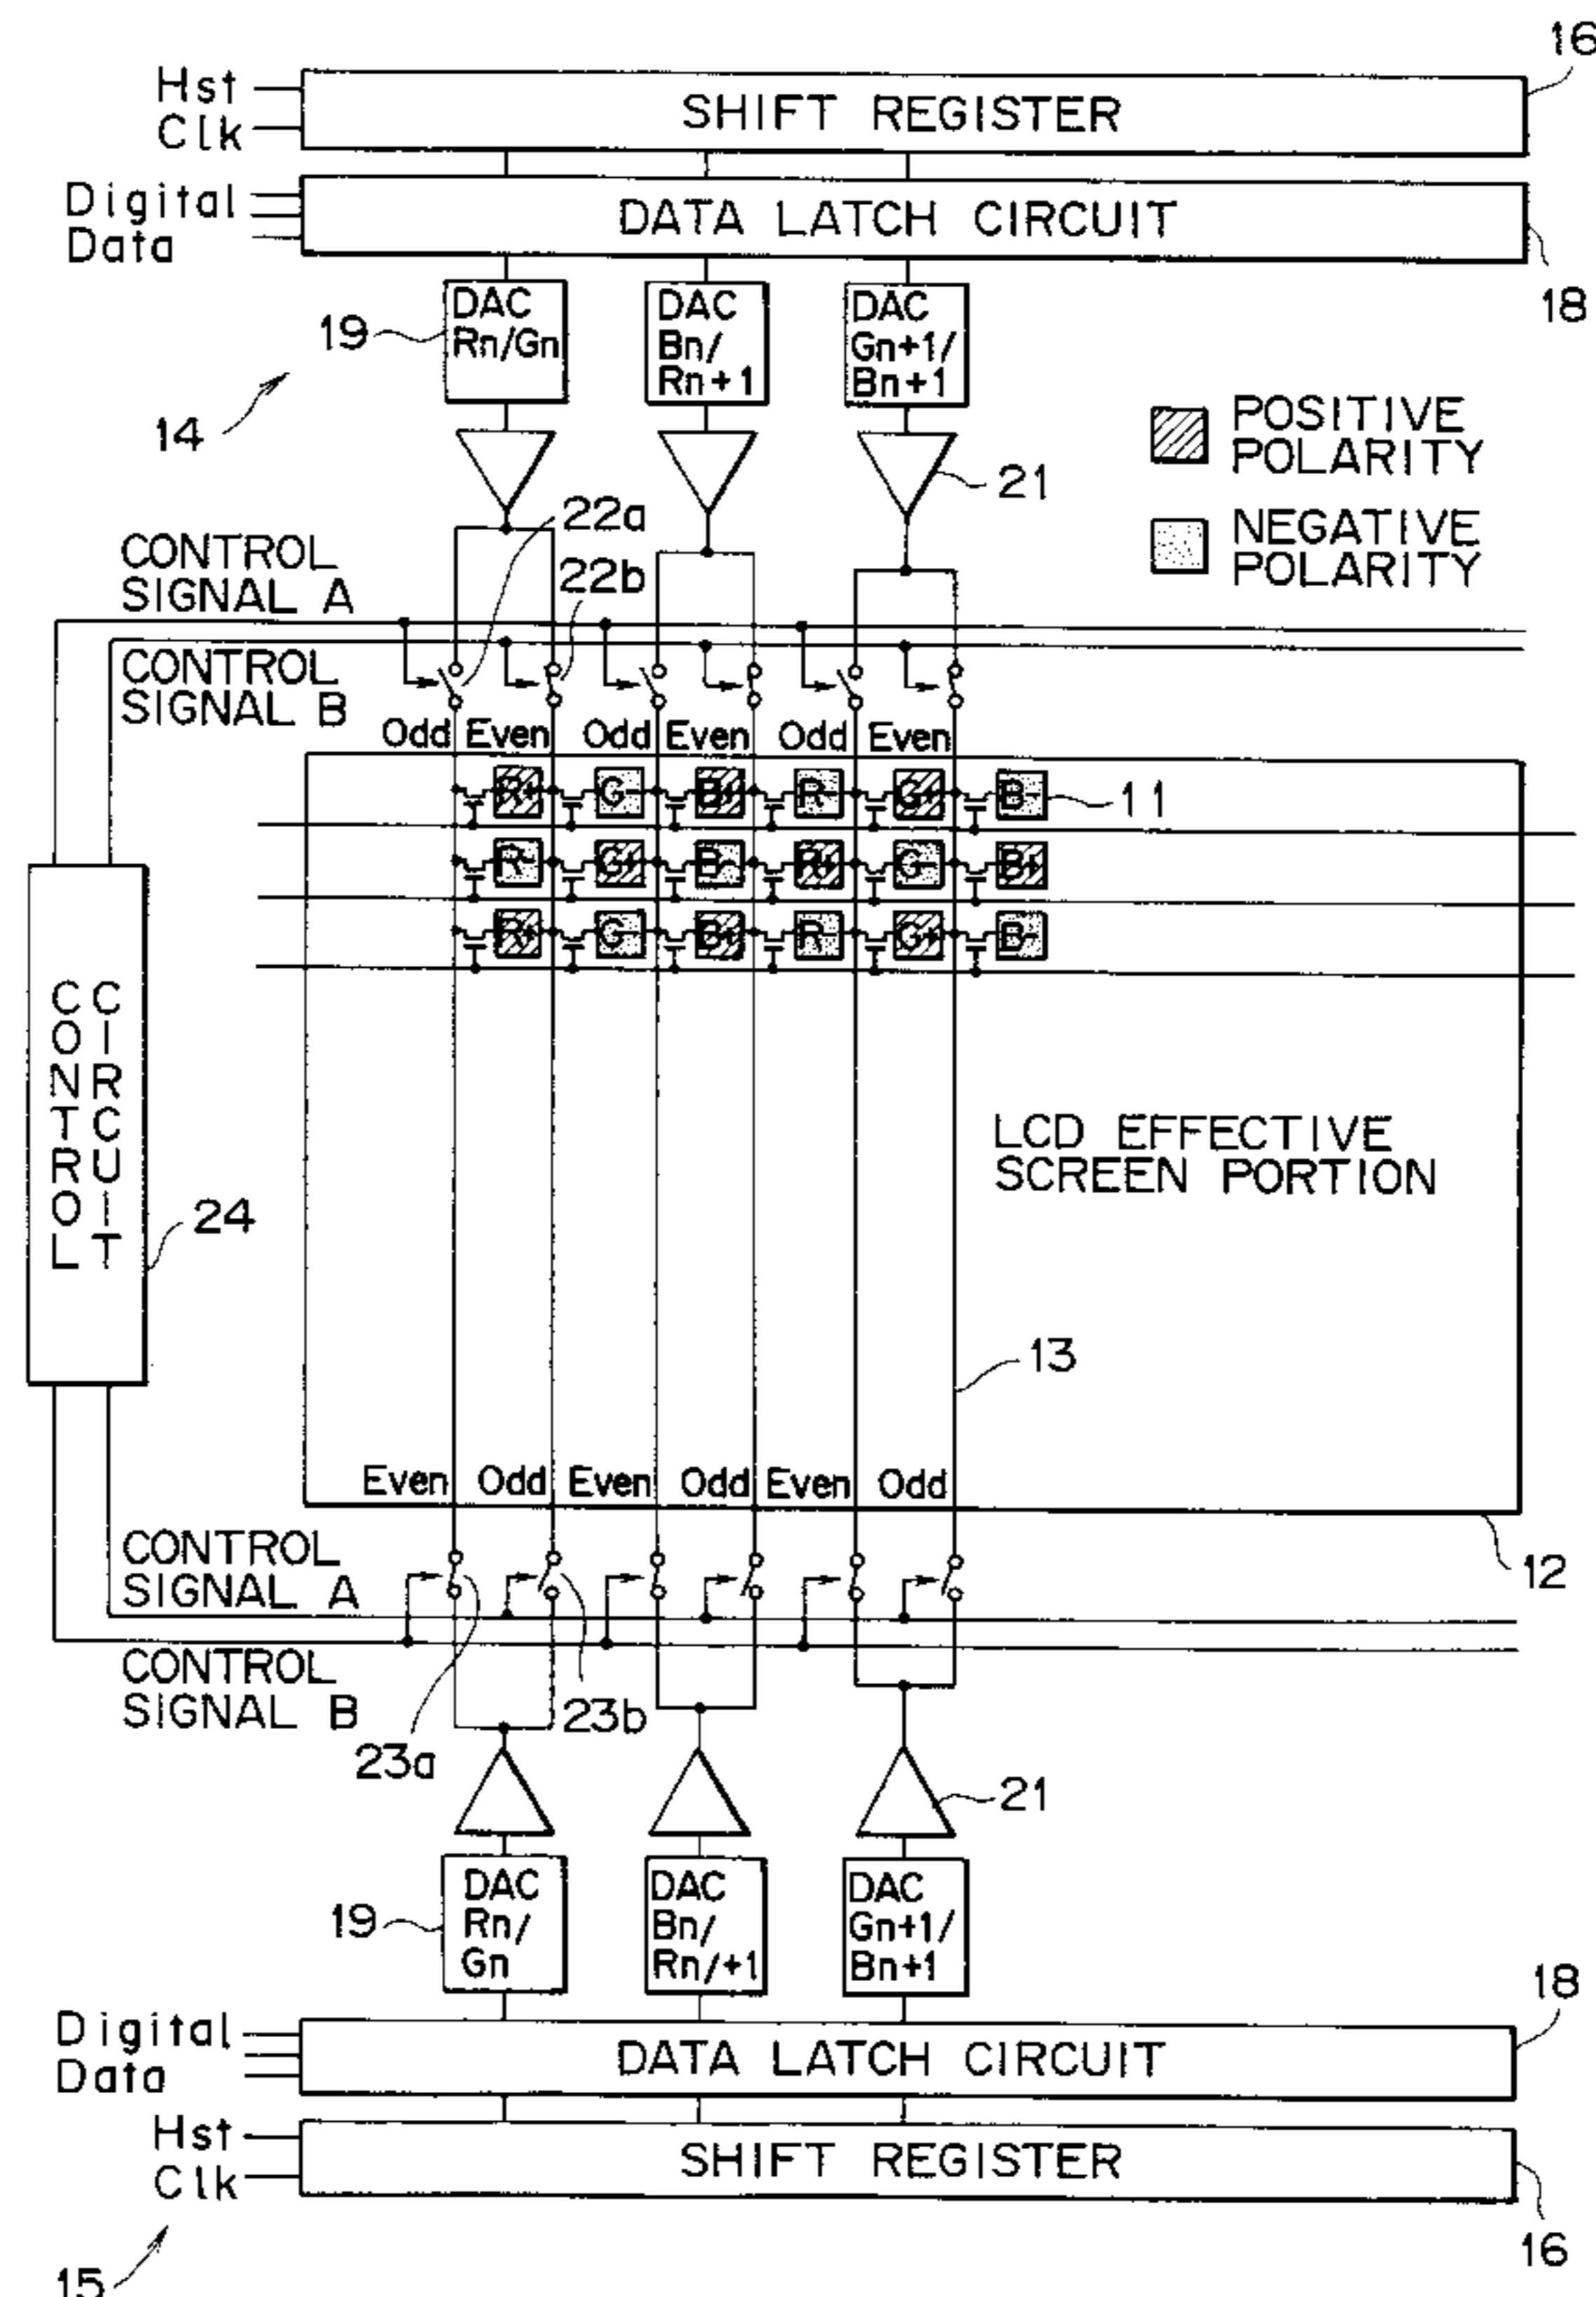 16
Hst
Clk
SHIFT REGISTER
Digital
Data
DATA LATCH CIRCUIT
18
19
DAC
Rn/Gn
DAC
Bn/
Rn+1
DAC
Gn+1/
Bn+1
14
POSITIVE
POLARITY
21
22a
NEGATIVE
POLARITY
CONTROL
SIGNAL A
22b
CONTROL
SIGNAL B
Odd Even Odd Even Odd Even
R+ G- B+ R- G+ B-
11
R- G+ B- R+ G- B+
R+ G- B+ R- G+ B-
CONTROL
CIRCUIT
LCD EFFECTIVE
SCREEN PORTION
24
13
Even Odd Even Odd Even Odd
CONTROL
SIGNAL A
12
CONTROL
SIGNAL B
23b
23a
21
19
DAC
Rn/
Gn
DAC
Bn/
Rn/+1
DAC
Gn+1/
Bn+1
18
Digital
Data
DATA LATCH CIRCUIT
Hst
Clk
SHIFT REGISTER
16
15